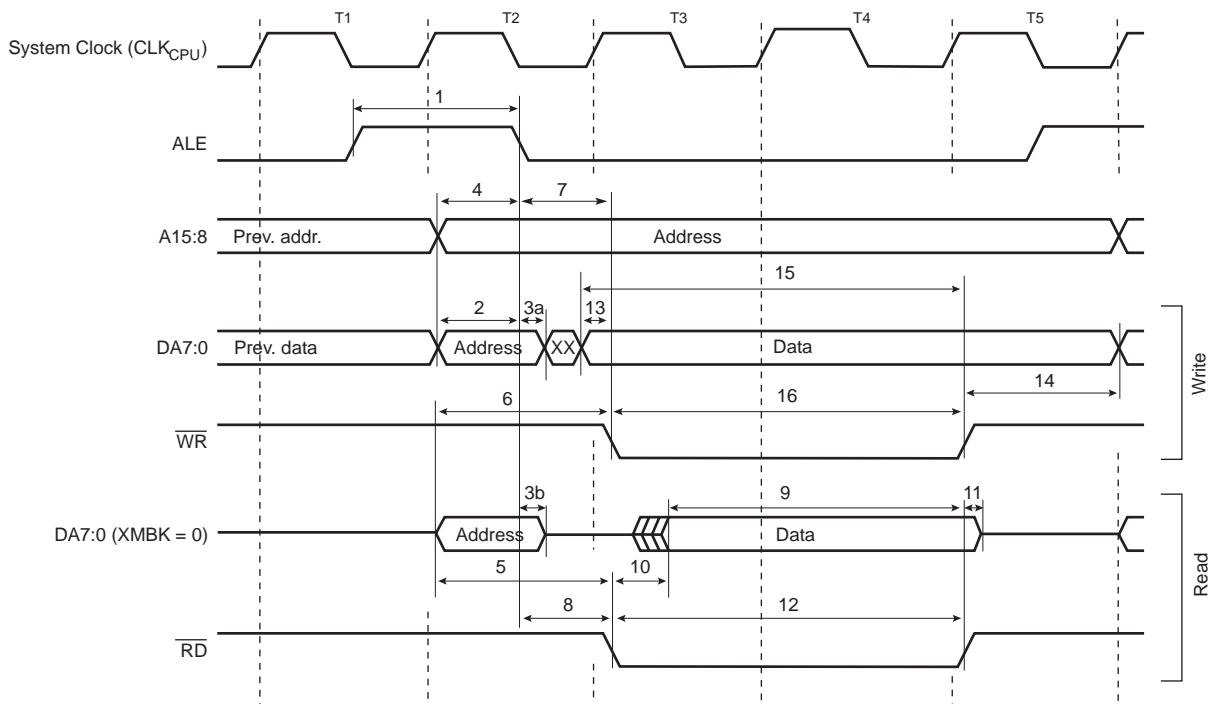 T1 T2 T3 T4 T5
System Clock (CLKCPU)
1
ALE
4 7
A15:8 Prev. addr. Address
15
2 3a 13
DA7:0 Prev. data Address XX Data
14
6 16
WR
Write
3b 9 11
DA7:0 (XMBK = 0) Address Data
5 10
8 12
RD
Read